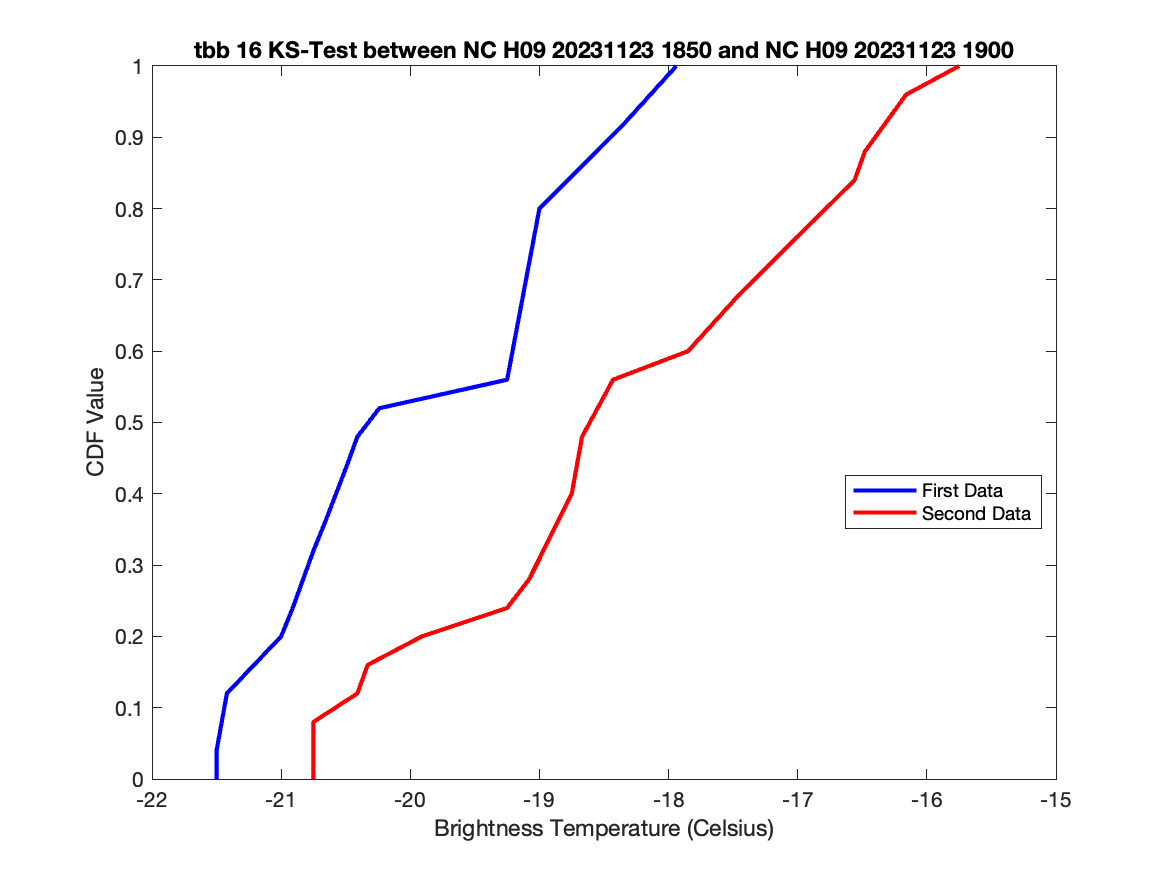 tbb 16 KS-Test between NC H09 20231123 1850 and NC H09 20231123 1900
1
0.9
0.8
0.7
0.6
0.5
0.4
0.3
0.2
0.1
0
CDF Value
First Data
Second Data
-22 -21 -20 -19 -18 -17 -16 -15
Brightness Temperature (Celsius)